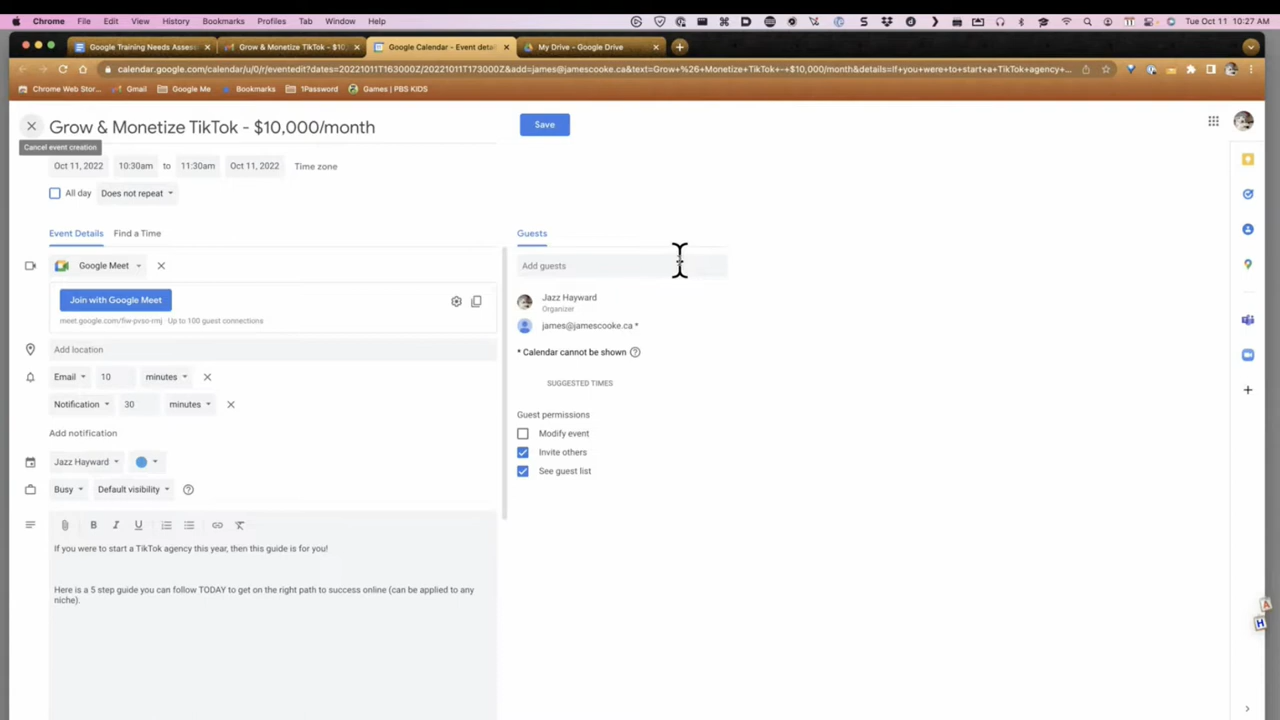 Chrome File Edit View History Bookmarks Profiles Tab Window Help Tue Oct 11 10:27 AM
Google Training Needs Asses Grow & Monetize TikTok - $10, Google Calendar - Event detai My Drive - Google Drive
calendar.google.com/calendar/u/0/r/eventedit?dates=20221011T163000Z/20221011T173000Z&add=james@jamescooke.ca&text=Grow+%26+Monetize+TikTok+-+$10,000/month&details=If+you+were+to+start+a+TikTok+agency+...
Chrome Web Stor... Gmail Google Me Bookmarks 1Password Games | PBS KIDS
Grow & Monetize TikTok - $10,000/month
Save
Cancel event creation
Oct 11, 2022 10:30am to 11:30am Oct 11, 2022 Time zone
All day Does not repeat
Event Details Find a Time
Guests
Google Meet
Add guests
Join with Google Meet
meet.google.com/fiw-pvso-rmj Up to 100 guest connections
Jazz Hayward
Organizer
james@jamescooke.ca *
Add location
* Calendar cannot be shown
Email 10 minutes
SUGGESTED TIMES
Notification 30 minutes
Guest permissions
Add notification
Modify event
Invite others
Jazz Hayward
See guest list
Busy Default visibility
B I U
If you were to start a TikTok agency this year, then this guide is for you!
Here is a 5 step guide you can follow TODAY to get on the right path to success online (can be applied to any
niche).
A
H